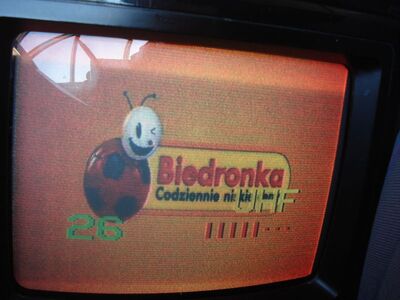 Biedronka
Codziennie
UHF
26